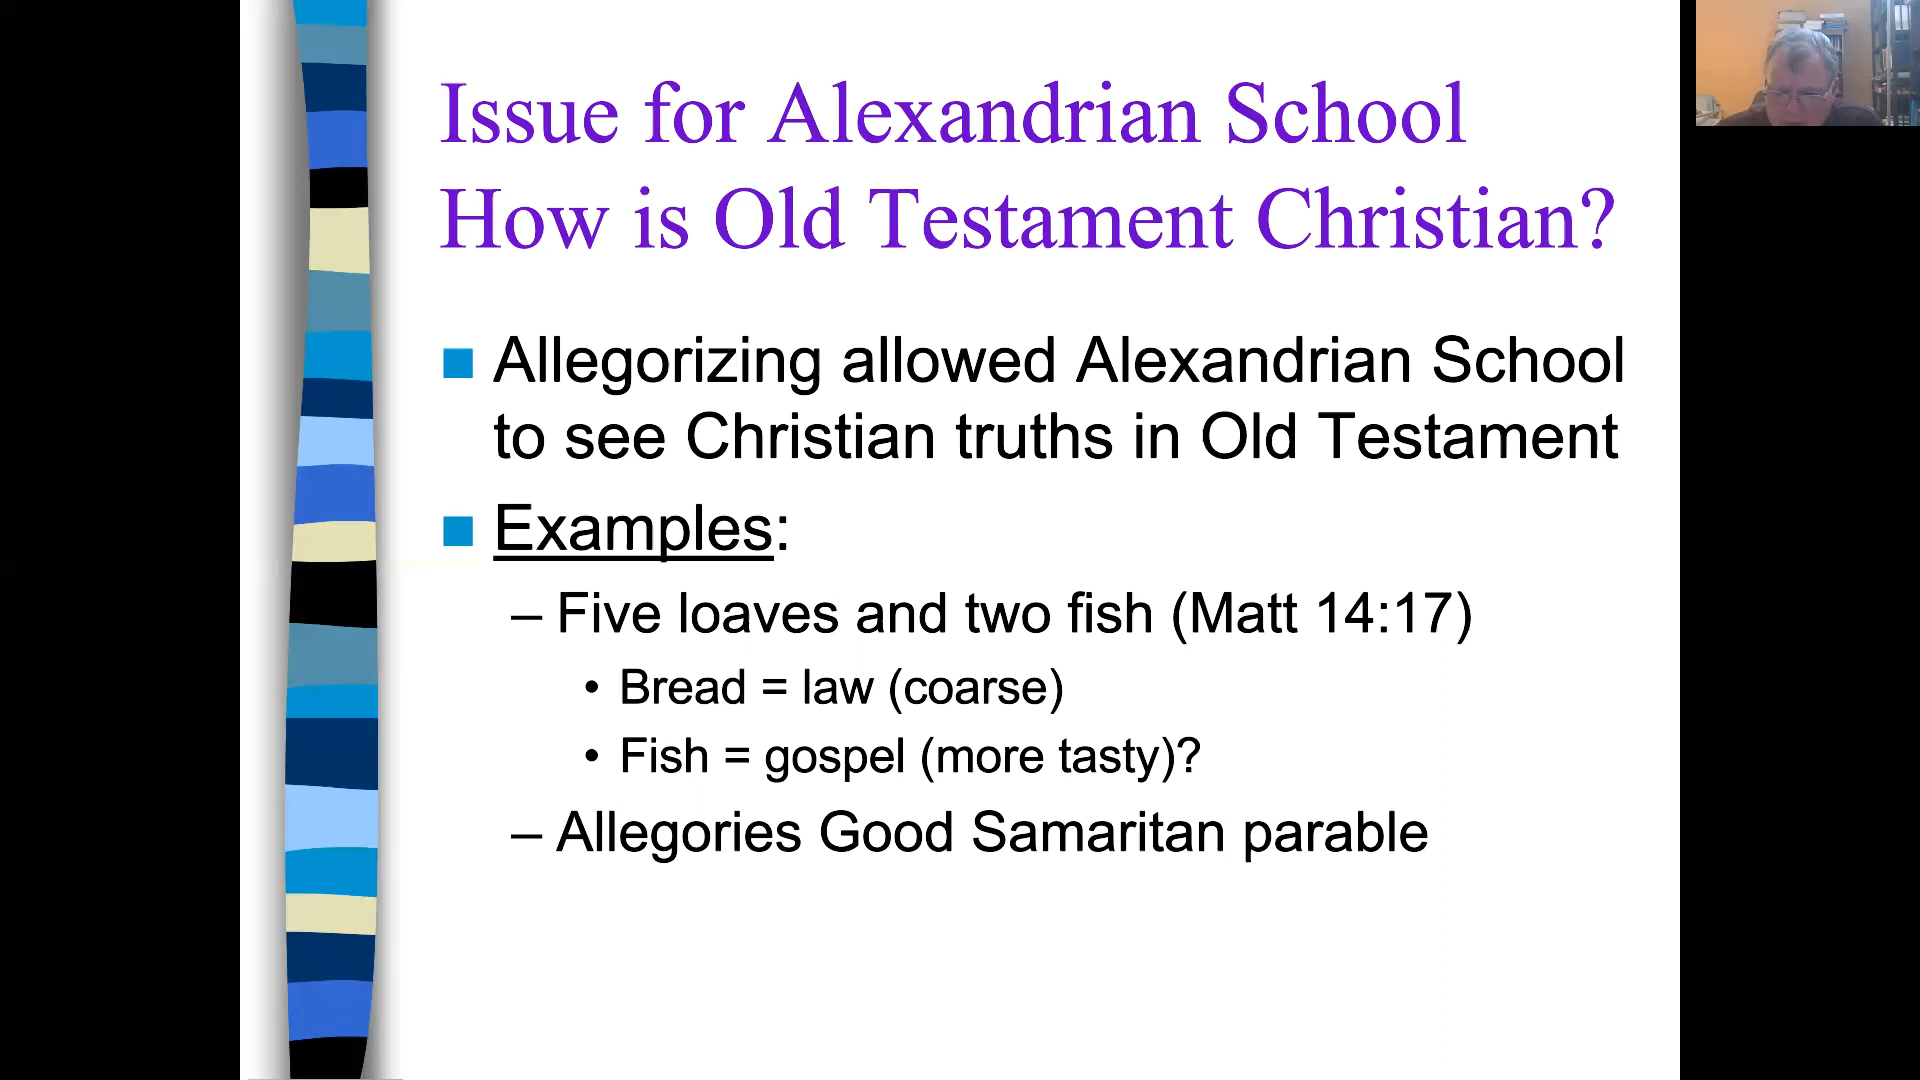 Issue for Alexandrian School
How is Old Testament Christian?
Allegorizing allowed Alexandrian School
to see Christian truths in Old Testament
Examples:
– Five loaves and two fish (Matt 14:17)
• Bread = law (coarse)
• Fish = gospel (more tasty)?
– Allegories Good Samaritan parable